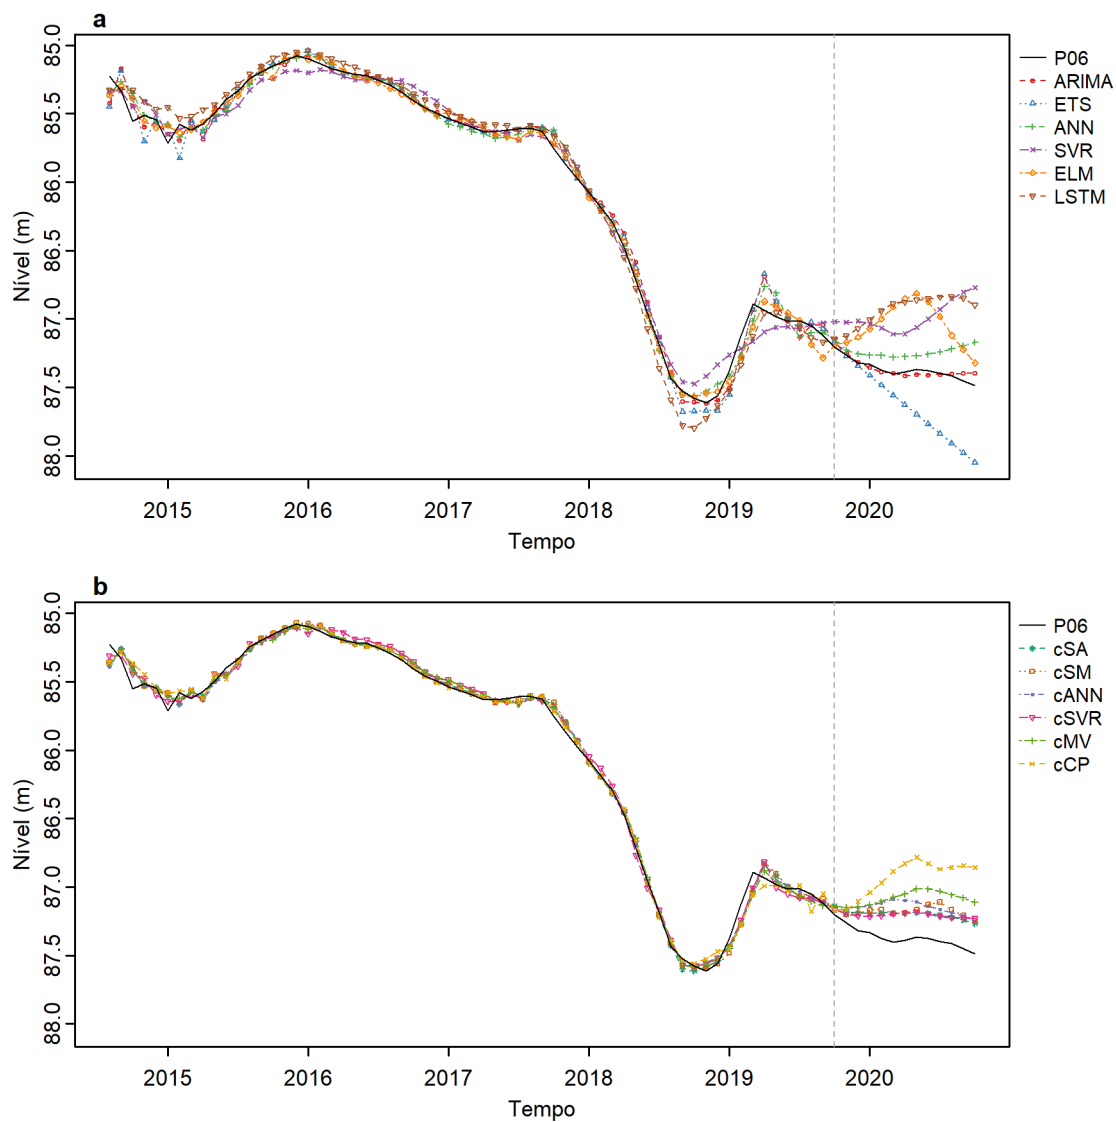 a
85.0
85.5
86.0
86.5
87.0
87.5
88.0
Nível (m)
2015 2016 2017 2018 2019 2020
Tempo
P06
ARIMA
ETS
ANN
SVR
ELM
LSTM
b
85.0
85.5
86.0
86.5
87.0
87.5
88.0
Nível (m)
2015 2016 2017 2018 2019 2020
Tempo
P06
cSA
cSM
cANN
cSVR
cMV
cCP